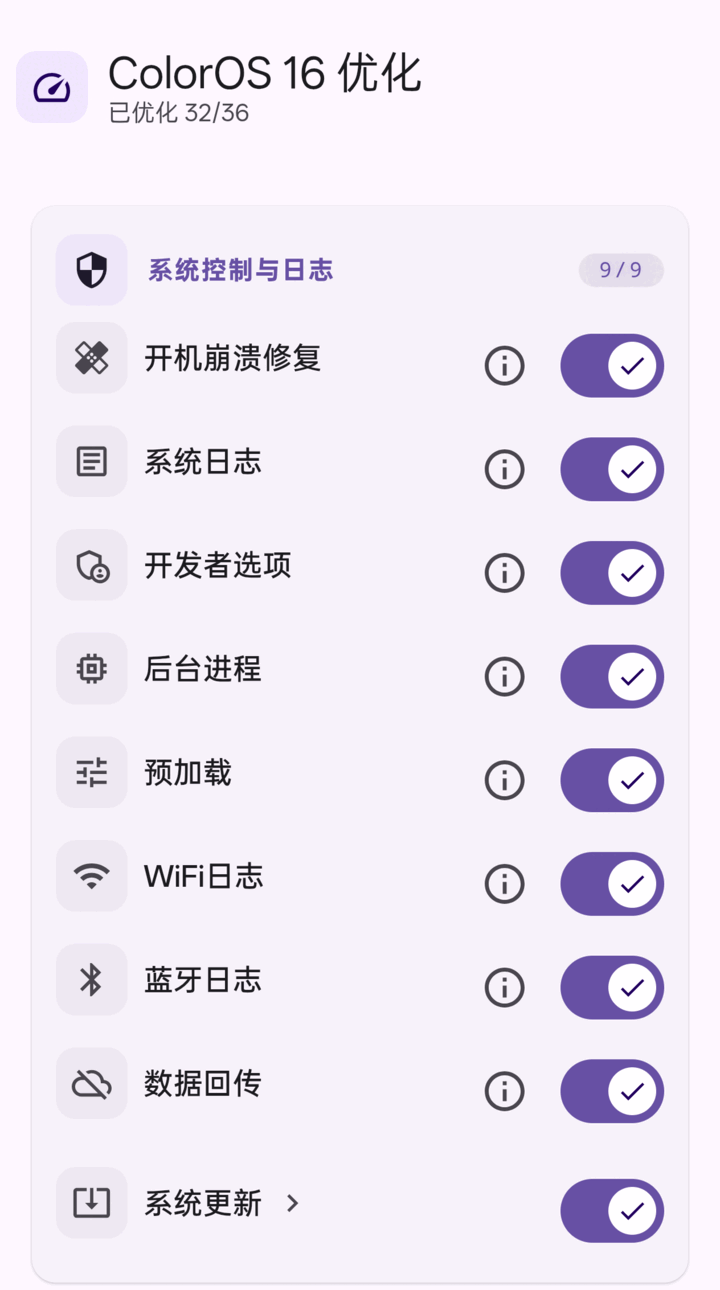 ColorOS 16 优化
已优化 32/36
系统控制与日志
9 / 9
开机崩溃修复
系统日志
开发者选项
后台进程
预加载
WiFi日志
蓝牙日志
数据回传
系统更新